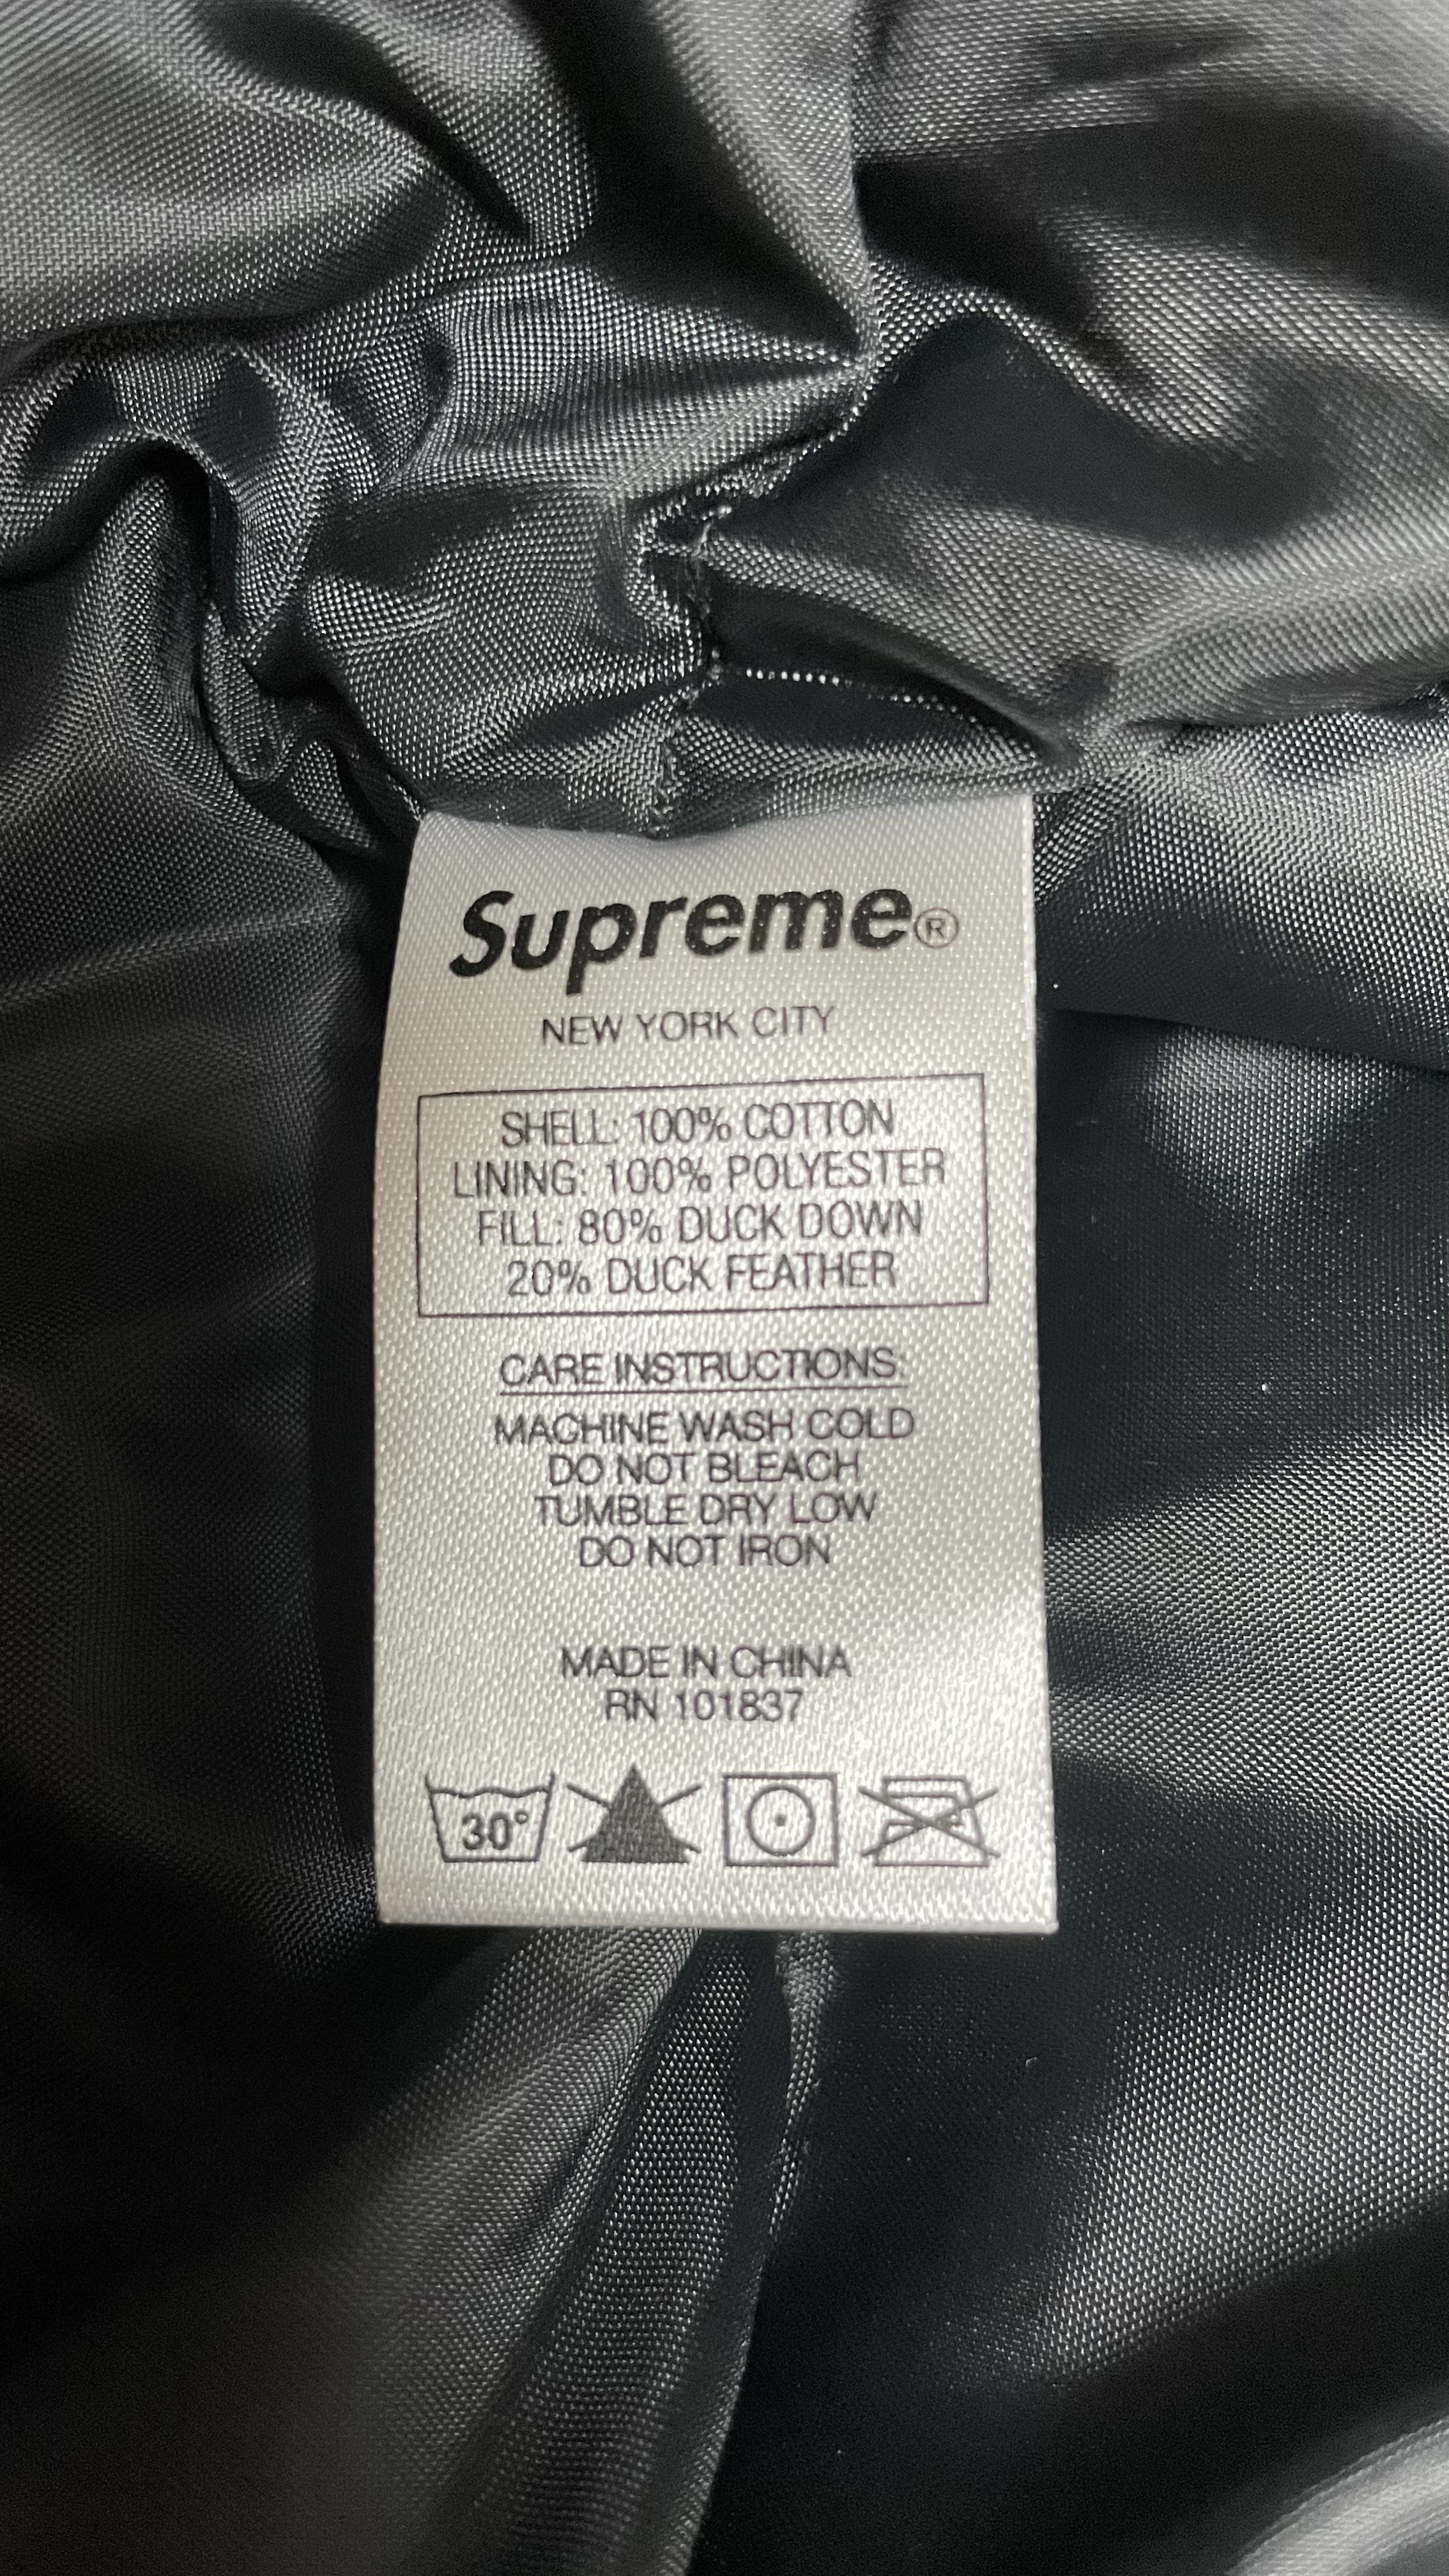 Supreme®
NEW YORK CITY
SHELL: 100% COTTON
LINING: 100% POLYESTER
FILL: 80% DUCK DOWN
20% DUCK FEATHER
CARE INSTRUCTIONS:
MACHINE WASH COLD
DO NOT BLEACH
TUMBLE DRY LOW
DO NOT IRON
MADE IN CHINA
RN 101837
30°